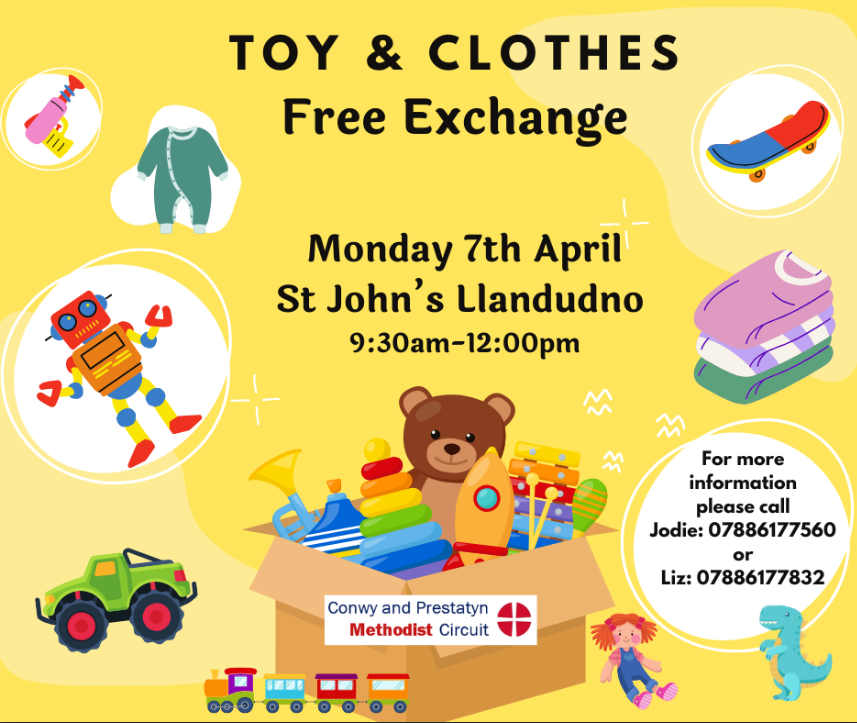 TOY & CLOTHES
Free Exchange
Monday 7th April
St John's Llandudno
9:30am-12:00pm
For more
information
please call
Jodie: 07886177560
or
Liz: 07886177832
Conwy and Prestatyn
Methodist Circuit